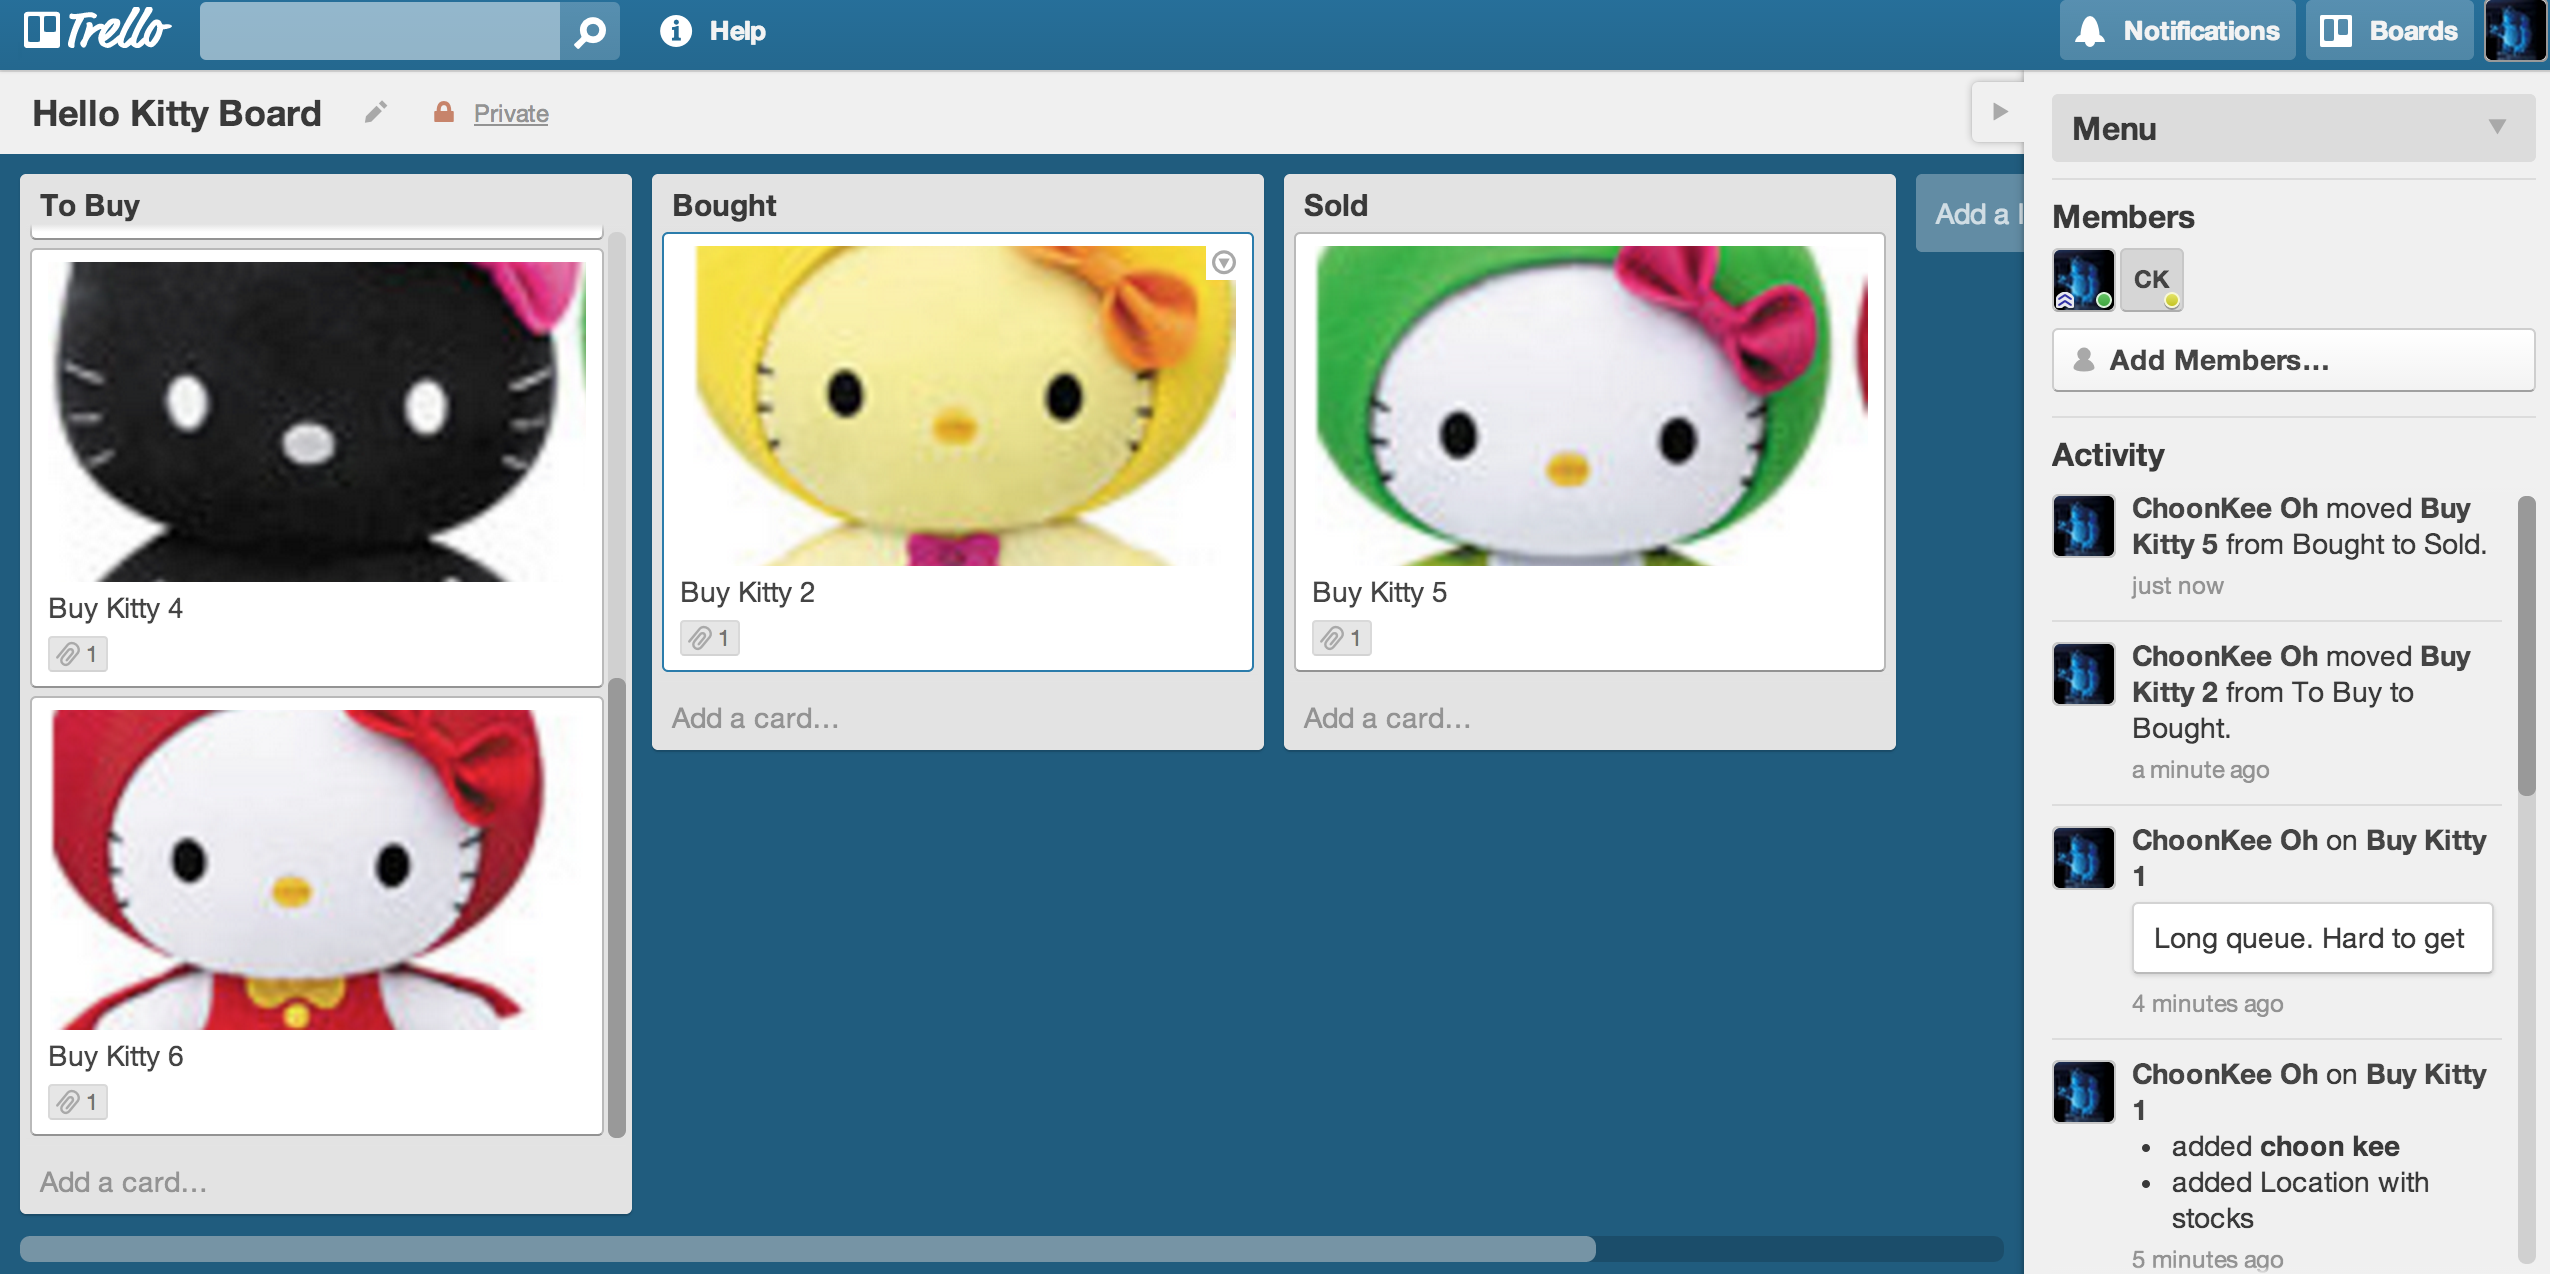 Trello
Help
Notifications
Boards
Hello Kitty Board
Private
To Buy
Buy Kitty 4
1
Buy Kitty 6
1
Add a card...
Bought
Buy Kitty 2
1
Add a card...
Sold
Buy Kitty 5
1
Add a card...
Add a l
Menu
Members
CK
Add Members...
Activity
ChoonKee Oh moved Buy
Kitty 5 from Bought to Sold.
just now
ChoonKee Oh moved Buy
Kitty 2 from To Buy to
Bought.
a minute ago
ChoonKee Oh on Buy Kitty
1
Long queue. Hard to get
4 minutes ago
ChoonKee Oh on Buy Kitty
1
• added choon kee
• added Location with
stocks
5 minutes ago